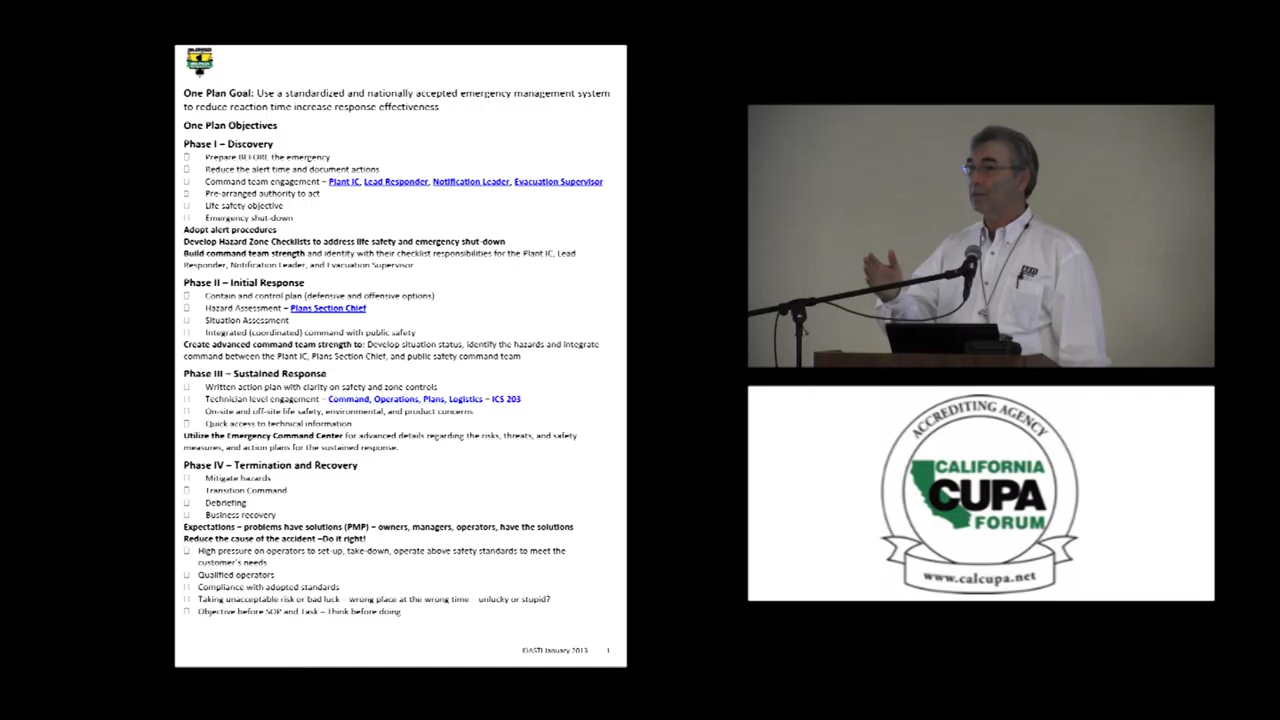 One Plan Goal: Use a standardized and nationally accepted emergency management system
to reduce reaction time increase response effectiveness
One Plan Objectives
Phase I – Discovery
Prepare BEFORE the emergency
Reduce the alert time and document actions
Command team engagement – Plant IC, Lead Responder, Notification Leader, Evacuation Supervisor
Pre-arranged authority to act
Life safety objective
Emergency shut-down
Adopt alert procedures
Develop Hazard Zone Checklists to address life safety and emergency shut-down
Build command team strength and identity with their checklist responsibilities for the Plant IC, Lead
Responder, Notification Leader, and Evacuation Supervisor
Phase II – Initial Response
Contain and control plan (defensive and offensive options)
Hazard Assessment – Plans Section Chief
Situation Assessment
Integrated (coordinated) command with public safety
Create advanced command team strength to: Develop situation status, identify the hazards and integrate
command between the Plant IC, Plans Section Chief, and public safety command team
Phase III – Sustained Response
Written action plan with clarity on safety and zone controls
Technician level engagement – Command, Operations, Plans, Logistics – ICS 203
On-site and off-site life safety, environmental, and product concerns
Quick access to technical information
Utilize the Emergency Command Center for advanced details regarding the risks, threats, and safety
measures, and action plans for the sustained response.
Phase IV – Termination and Recovery
Mitigate hazards
Transition Command
Debriefing
Business recovery
Expectations – problems have solutions (PMP) – owners, managers, operators, have the solutions
Reduce the cause of the accident –Do it right!
High pressure on operators to set-up, take-down, operate above safety standards to meet the
customer's needs
Qualified operators
Compliance with adopted standards
Taking unacceptable risk or bad luck – wrong place at the wrong time – unlucky or stupid?
Objective before SOP and Task – Think before doing
©ASTI January 2013 1
ACCREDITING AGENCY
CALIFORNIA
CUPA
FORUM
www.calcupa.net